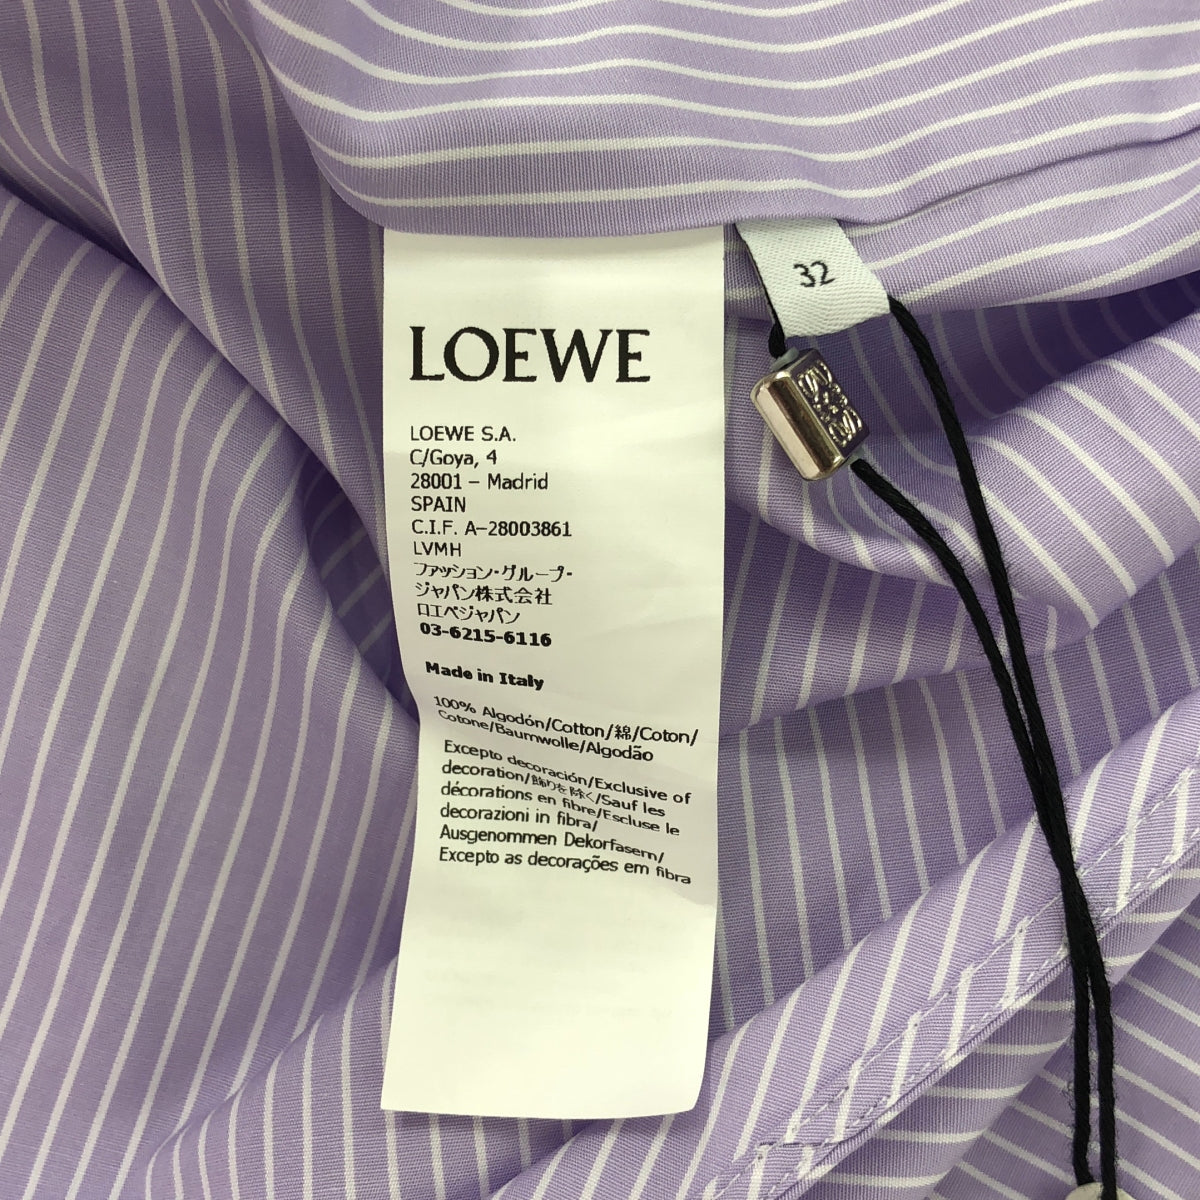 LOEWE
LOEWE S.A.
C/Goya, 4
28001 – Madrid
SPAIN
C.I.F. A-28003861
LVMH
ファッション・グループ・
ジャパン株式会社
ロエベジャパン
03-6215-6116
Made in Italy
100% Algodón/Cotton/綿/Coton/
Cotone/Baumwolle/Algodão
Excepto decoración/Exclusive of
decoration/飾りを除く/Sauf les
décorations en fibre/Escluse le
decorazioni in fibra/
Ausgenommen Dekorfasern/
Excepto as decorações em fibra
32